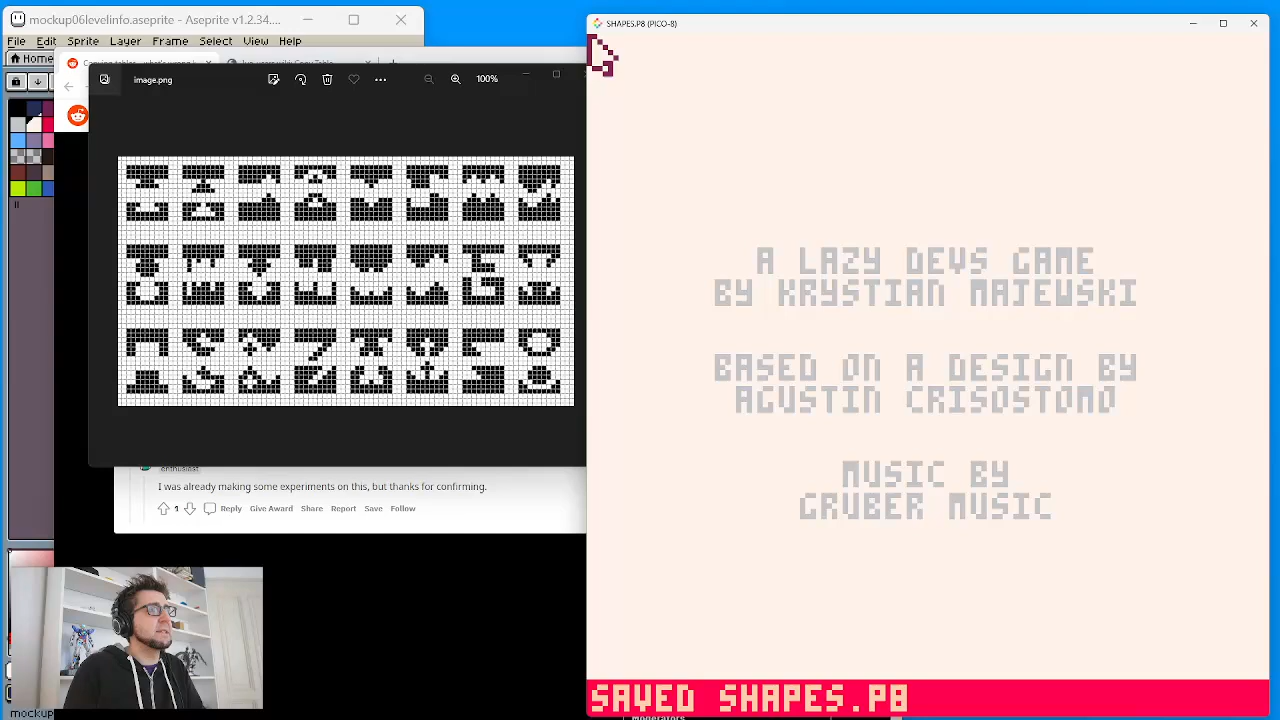 mockup06levelinfo.aseprite - Aseprite v1.2.34...
File Edit Sprite Layer Frame Select View Help
Home
image.png
100%
enthusiast
I was already making some experiments on this, but thanks for confirming.
1 Reply Give Award Share Report Save Follow
mockup
SHAPES.P8 (PICO-8)
A LAZY DEVS GAME
BY KRYSTIAN MAJEWSKI
BASED ON A DESIGN BY
AGUSTIN CRISOSTOMO
MUSIC BY
GRUBER MUSIC
SAVED SHAPES.P8
Moderators